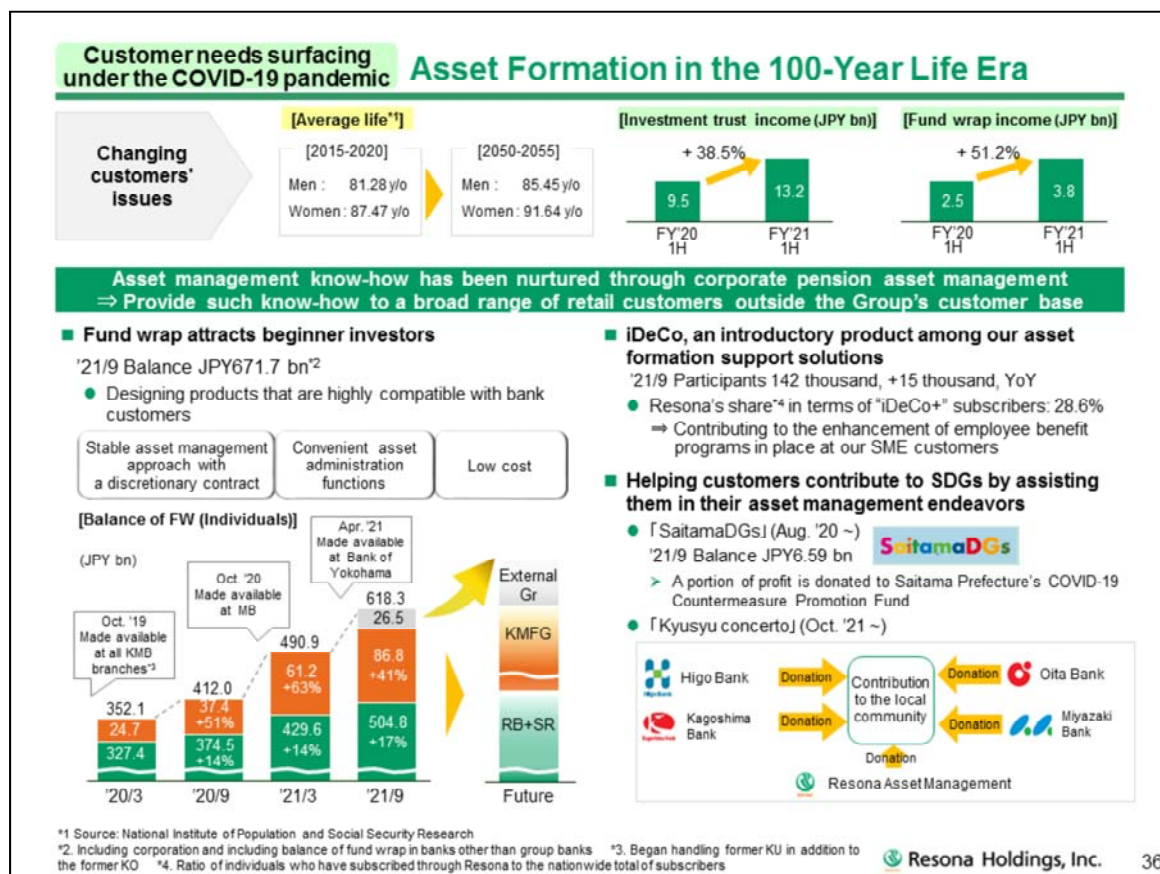 Customer needs surfacing
under the COVID-19 pandemic
Asset Formation in the 100-Year Life Era
Changing
customers'
issues
[Average life*1]
[2015-2020]
Men : 81.28 y/o
Women : 87.47 y/o
[2050-2055]
Men : 85.45 y/o
Women : 91.64 y/o
[Investment trust income (JPY bn)]
+ 38.5%
9.5
13.2
FY'20
1H
FY'21
1H
[Fund wrap income (JPY bn)]
+ 51.2%
2.5
3.8
FY'20
1H
FY'21
1H
Asset management know-how has been nurtured through corporate pension asset management
⇒ Provide such know-how to a broad range of retail customers outside the Group's customer base
■ Fund wrap attracts beginner investors
'21/9 Balance JPY671.7 bn*2
● Designing products that are highly compatible with bank
customers
Stable asset management
approach with
a discretionary contract
Convenient asset
administration
functions
Low cost
[Balance of FW (Individuals)]
(JPY bn)
Oct. '19
Made available
at all KMB
branches*3
Oct. '20
Made available
at MB
Apr. '21
Made available
at Bank of
Yokohama
352.1
24.7
327.4
412.0
37.4
+51%
374.5
+14%
490.9
61.2
+63%
429.6
+14%
618.3
26.5
86.8
+41%
504.8
+17%
External
Gr
KMFG
RB+SR
'20/3
'20/9
'21/3
'21/9
Future
■ iDeCo, an introductory product among our asset
formation support solutions
'21/9 Participants 142 thousand, +15 thousand, YoY
● Resona's share*4 in terms of "iDeCo+" subscribers: 28.6%
⇒ Contributing to the enhancement of employee benefit
programs in place at our SME customers
■ Helping customers contribute to SDGs by assisting
them in their asset management endeavors
● 「SaitamaDGs」 (Aug. '20 ~)
'21/9 Balance JPY6.59 bn
SaitamaDGs
➢ A portion of profit is donated to Saitama Prefecture's COVID-19
Countermeasure Promotion Fund
● 「Kyusyu concerto」 (Oct. '21 ~)
Higo Bank
Donation
Kagoshima
Bank
Donation
Contribution
to the local
community
Donation
Oita Bank
Donation
Miyazaki
Bank
Donation
Resona Asset Management
*1 Source: National Institute of Population and Social Security Research
*2. Including corporation and including balance of fund wrap in banks other than group banks *3. Began handling former KU in addition to
the former KO *4. Ratio of individuals who have subscribed through Resona to the nationwide total of subscribers
Resona Holdings, Inc.
36